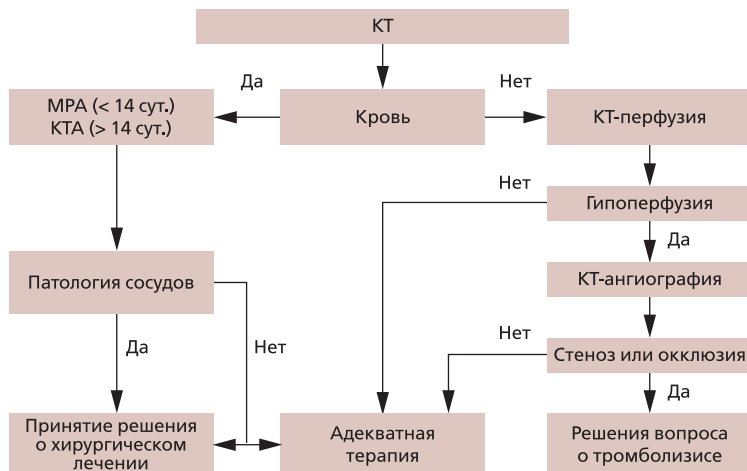 КТ
Да
Нет
МРА (< 14 сут.)
КТА (> 14 сут.)
Кровь
КТ-перфузия
Нет
Гипоперфузия
Да
Патология сосудов
КТ-ангиография
Да
Нет
Нет
Стеноз или окклюзия
Да
Принятие решения
о хирургическом
лечении
Адекватная
терапия
Решения вопроса
о тромболизисе